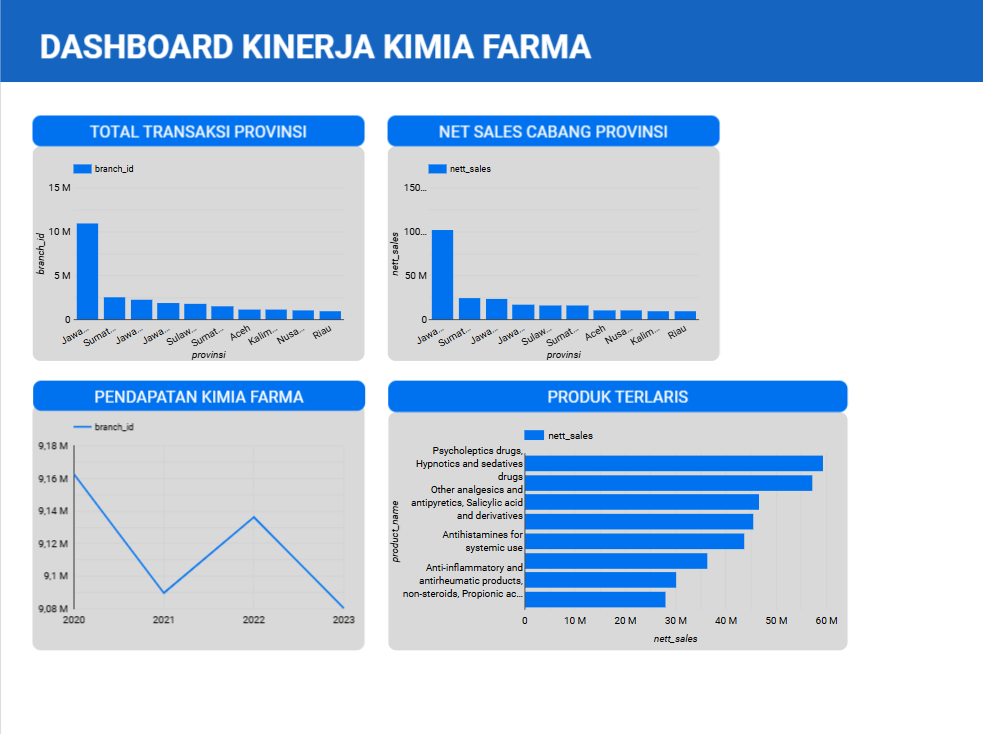 DASHBOARD KINERJA KIMIA FARMA
TOTAL TRANSAKSI PROVINSI
branch_id
15 M
10 M
5 M
0
branch_id
Jawa...
Sumat...
Jawa...
Jawa...
Sulaw...
Sumat...
Aceh
Kalim...
Nusa...
Riau
provinsi
NET SALES CABANG PROVINSI
nett_sales
150...
100...
50 M
0
nett_sales
Jawa...
Sumat...
Jawa...
Jawa...
Sulaw...
Sumat...
Aceh
Nusa...
Kalim...
Riau
provinsi
PENDAPATAN KIMIA FARMA
branch_id
9,18 M
9,16 M
9,14 M
9,12 M
9,1 M
9,08 M
2020
2021
2022
2023
PRODUK TERLARIS
nett_sales
Psycholeptics drugs,
Hypnotics and sedatives
drugs
Other analgesics and
antipyretics, Salicylic acid
and derivatives
Antihistamines for
systemic use
Anti-inflammatory and
antirheumatic products,
non-steroids, Propionic ac...
product_name
0
10 M
20 M
30 M
40 M
50 M
60 M
nett_sales